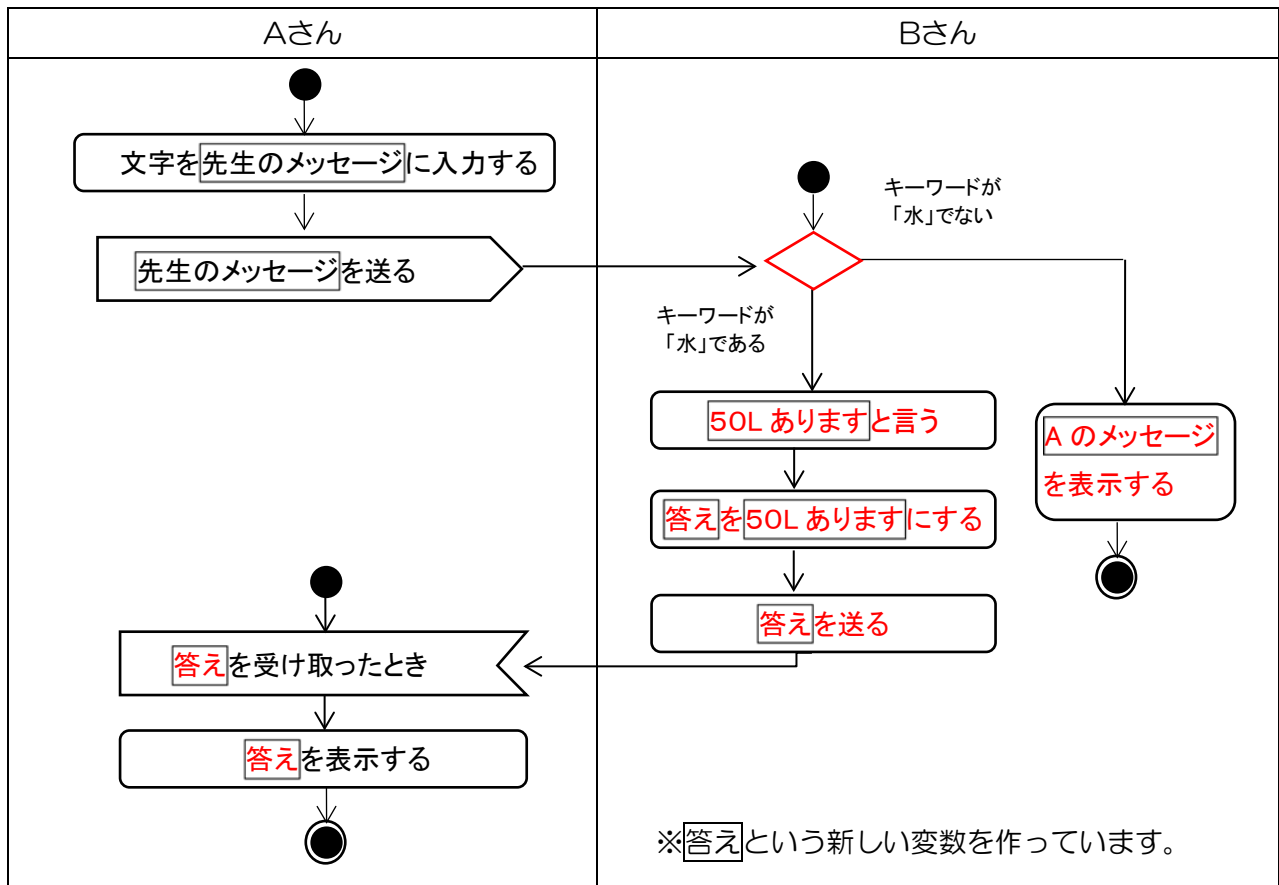 Aさん
Bさん
文字を先生のメッセージに入力する
先生のメッセージを送る
キーワードが
「水」でない
キーワードが
「水」である
50L ありますと言う
答えを50L ありますにする
答えを送る
A のメッセージ
を表示する
答えを受け取ったとき
答えを表示する
※答えという新しい変数を作っています。